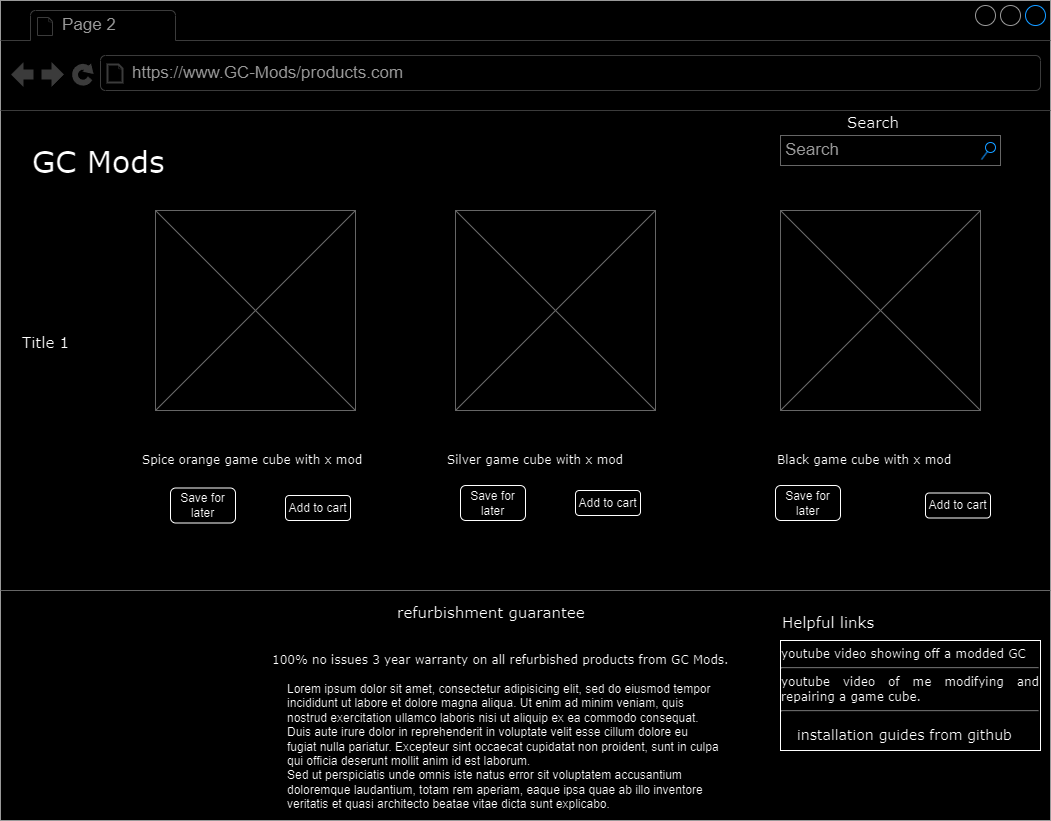 Page 2
https://www.GC-Mods/products.com
Search
Search
GC Mods
Title 1
Spice orange game cube with x mod
Silver game cube with x mod
Black game cube with x mod
Save for
later
Add to cart
Save for
later
Add to cart
Save for
later
Add to cart
refurbishment guarantee
100% no issues 3 year warranty on all refurbished products from GC Mods.
Lorem ipsum dolor sit amet, consectetur adipisicing elit, sed do eiusmod tempor
incididunt ut labore et dolore magna aliqua. Ut enim ad minim veniam, quis
nostrud exercitation ullamco laboris nisi ut aliquip ex ea commodo consequat.
Duis aute irure dolor in reprehenderit in voluptate velit esse cillum dolore eu
fugiat nulla pariatur. Excepteur sint occaecat cupidatat non proident, sunt in culpa
qui officia deserunt mollit anim id est laborum.
Sed ut perspiciatis unde omnis iste natus error sit voluptatem accusantium
doloremque laudantium, totam rem aperiam, eaque ipsa quae ab illo inventore
veritatis et quasi architecto beatae vitae dicta sunt explicabo.
Helpful links
youtube video showing off a modded GC
youtube video of me modifying and
repairing a game cube.
installation guides from github